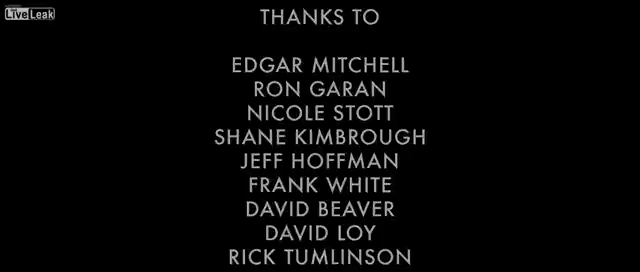 LiveLeak
THANKS TO
EDGAR MITCHELL
RON GARAN
NICOLE STOTT
SHANE KIMBROUGH
JEFF HOFFMAN
FRANK WHITE
DAVID BEAVER
DAVID LOY
RICK TUMLINSON